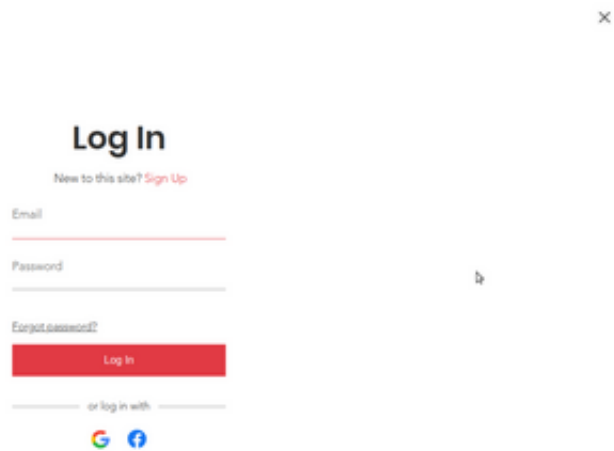 Log In
New to this site? Sign Up
Email
Password
Forgot password?
Log In
or log in with